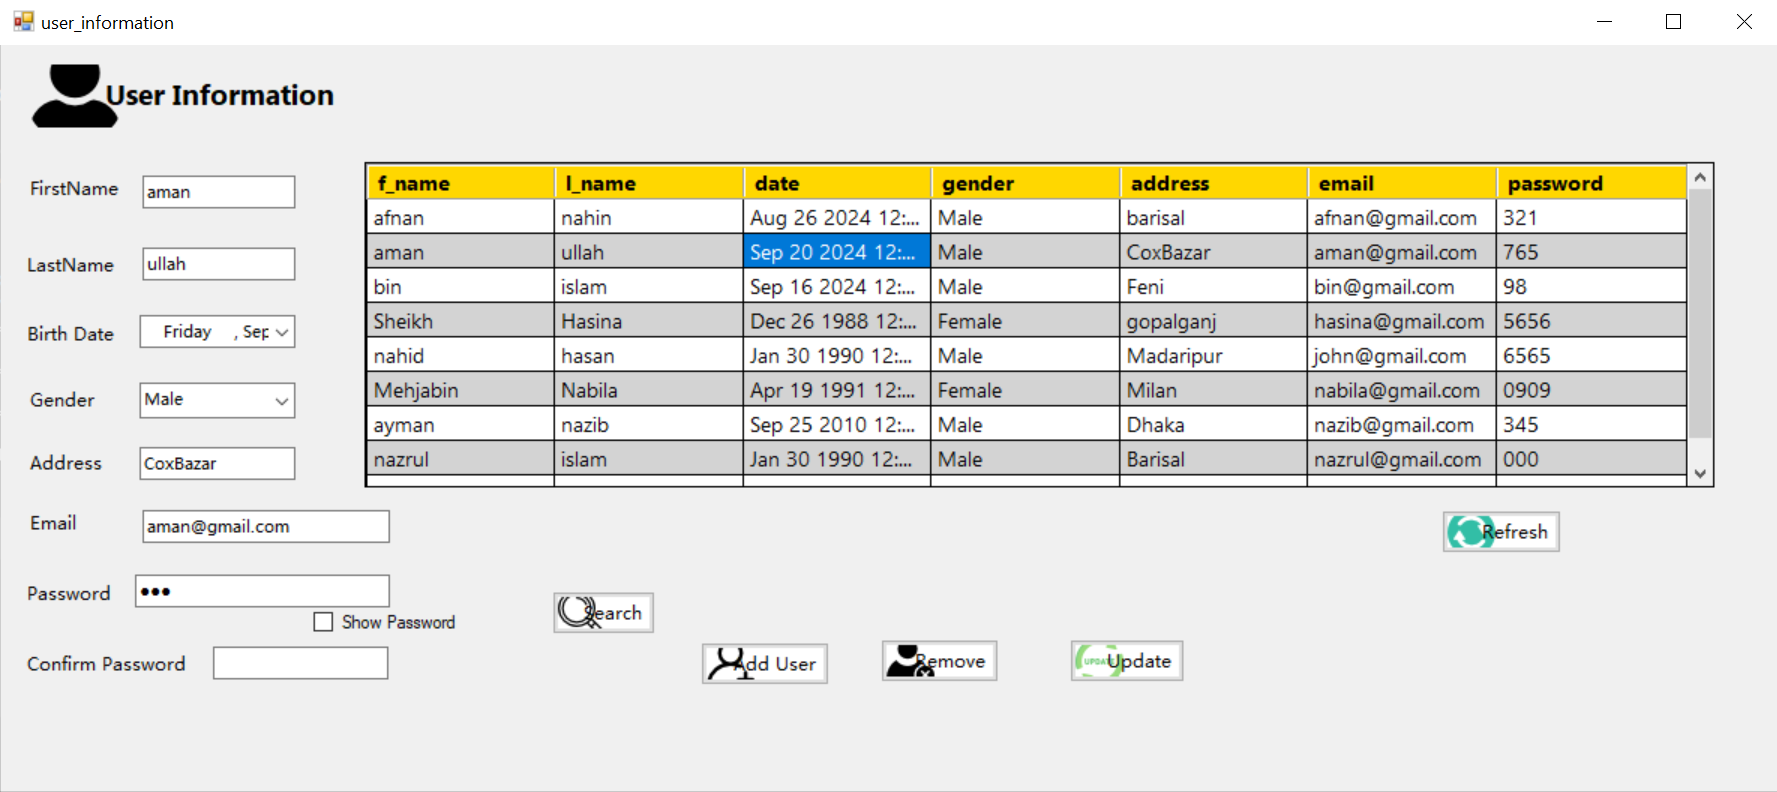 user_information
User Information
FirstName aman
LastName ullah
Birth Date Friday , Sep
Gender Male
Address CoxBazar
Email aman@gmail.com
Password •••
Show Password
Confirm Password
f_name l_name date gender address email password
afnan nahin Aug 26 2024 12:... Male barisal afnan@gmail.com 321
aman ullah Sep 20 2024 12:... Male CoxBazar aman@gmail.com 765
bin islam Sep 16 2024 12:... Male Feni bin@gmail.com 98
Sheikh Hasina Dec 26 1988 12:... Female gopalganj hasina@gmail.com 5656
nahid hasan Jan 30 1990 12:... Male Madaripur john@gmail.com 6565
Mehjabin Nabila Apr 19 1991 12:... Female Milan nabila@gmail.com 0909
ayman nazib Sep 25 2010 12:... Male Dhaka nazib@gmail.com 345
nazrul islam Jan 30 1990 12:... Male Barisal nazrul@gmail.com 000
Refresh
Search
Add User
Remove
UPDATE Update